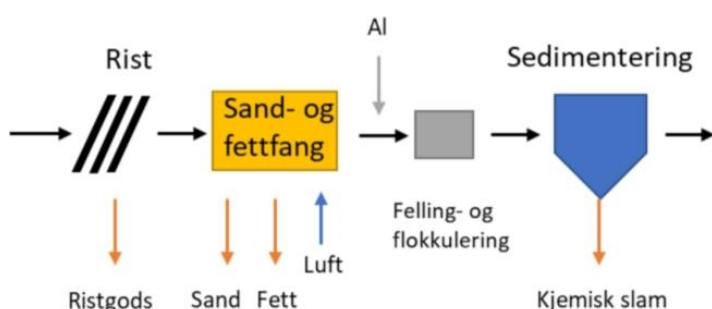 Al
Rist
Sedimentering
Sand- og
fettfang
Felling- og
flokkulering
Luft
Ristgods
Sand
Fett
Kjemisk slam